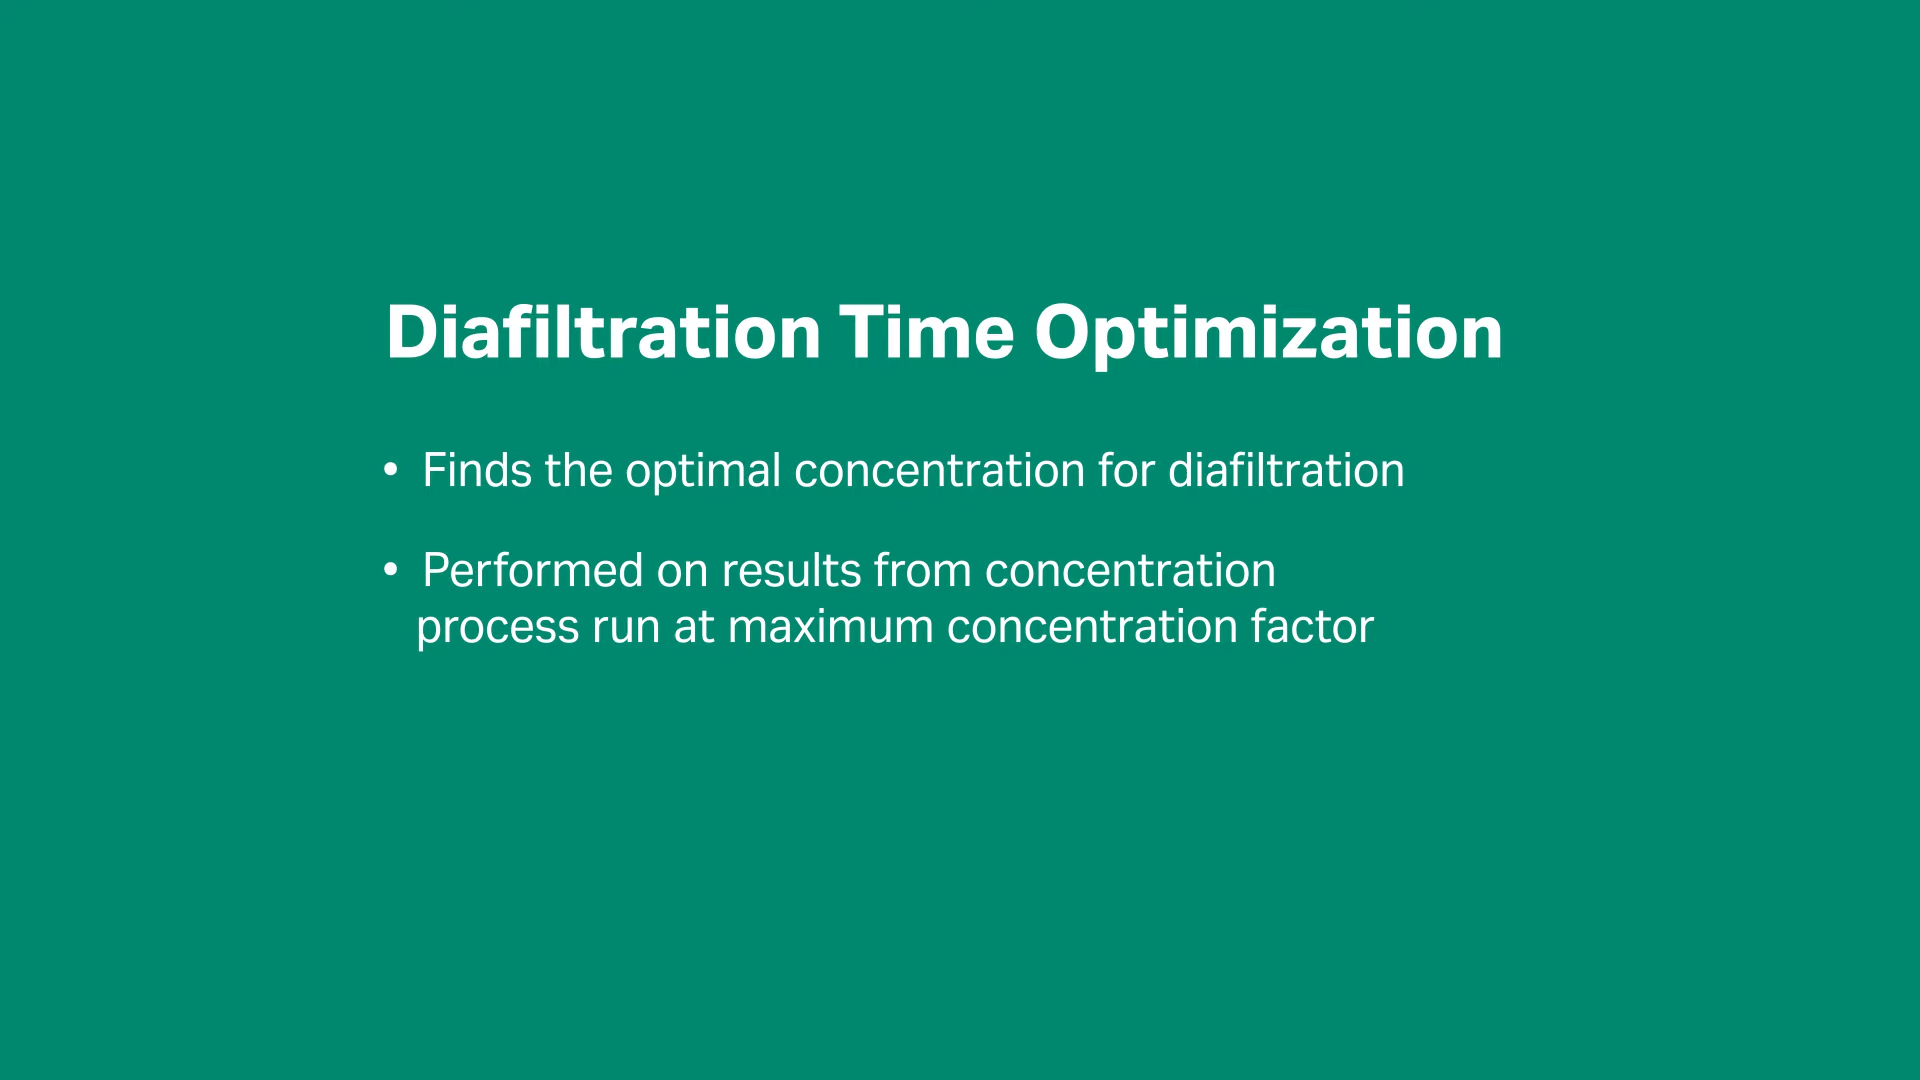 Diafiltration Time Optimization
• Finds the optimal concentration for diafiltration
• Performed on results from concentration
process run at maximum concentration factor